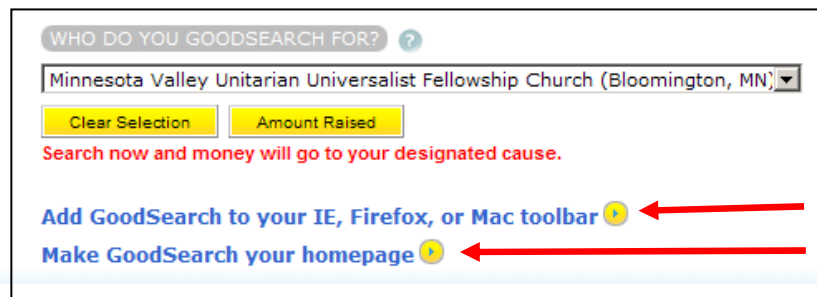 WHO DO YOU GOODSEARCH FOR? ?
Minnesota Valley Unitarian Universalist Fellowship Church (Bloomington, MN)
Clear Selection Amount Raised
Search now and money will go to your designated cause.
Add GoodSearch to your IE, Firefox, or Mac toolbar
Make GoodSearch your homepage